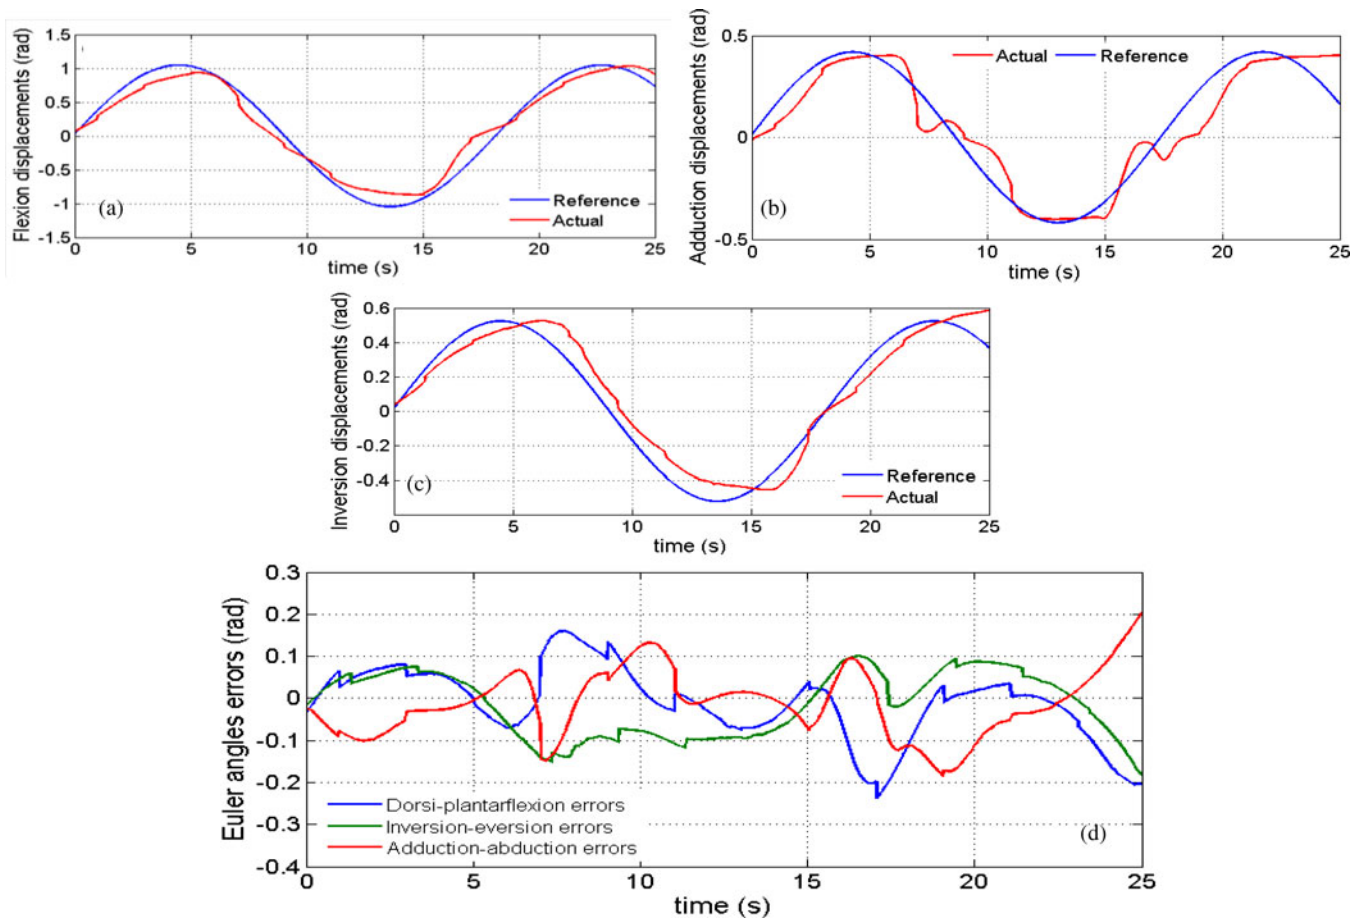 Flexion displacements (rad)
1.5
1
0.5
0
-0.5
-1
-1.5
(a)
Reference
Actual
0 5 10 15 20 25
time (s)
Adduction displacements (rad)
0.5
0
-0.5
Actual Reference
(b)
0 5 10 15 20 25
time (s)
Inversion displacements (rad)
0.6
0.4
0.2
0
-0.2
-0.4
(c)
Reference
Actual
0 5 10 15 20 25
time (s)
Euler angles errors (rad)
0.3
0.2
0.1
0
-0.1
-0.2
-0.3
-0.4
Dorsi-plantarflexion errors
Inversion-eversion errors
Adduction-abduction errors
(d)
0 5 10 15 20 25
time (s)